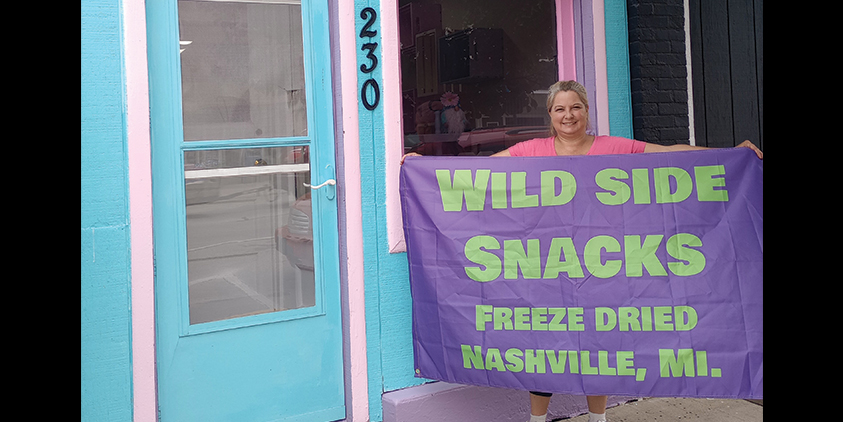 230
WILD SIDE
SNACKS
FREEZE DRIED
NASHVILLE, MI.